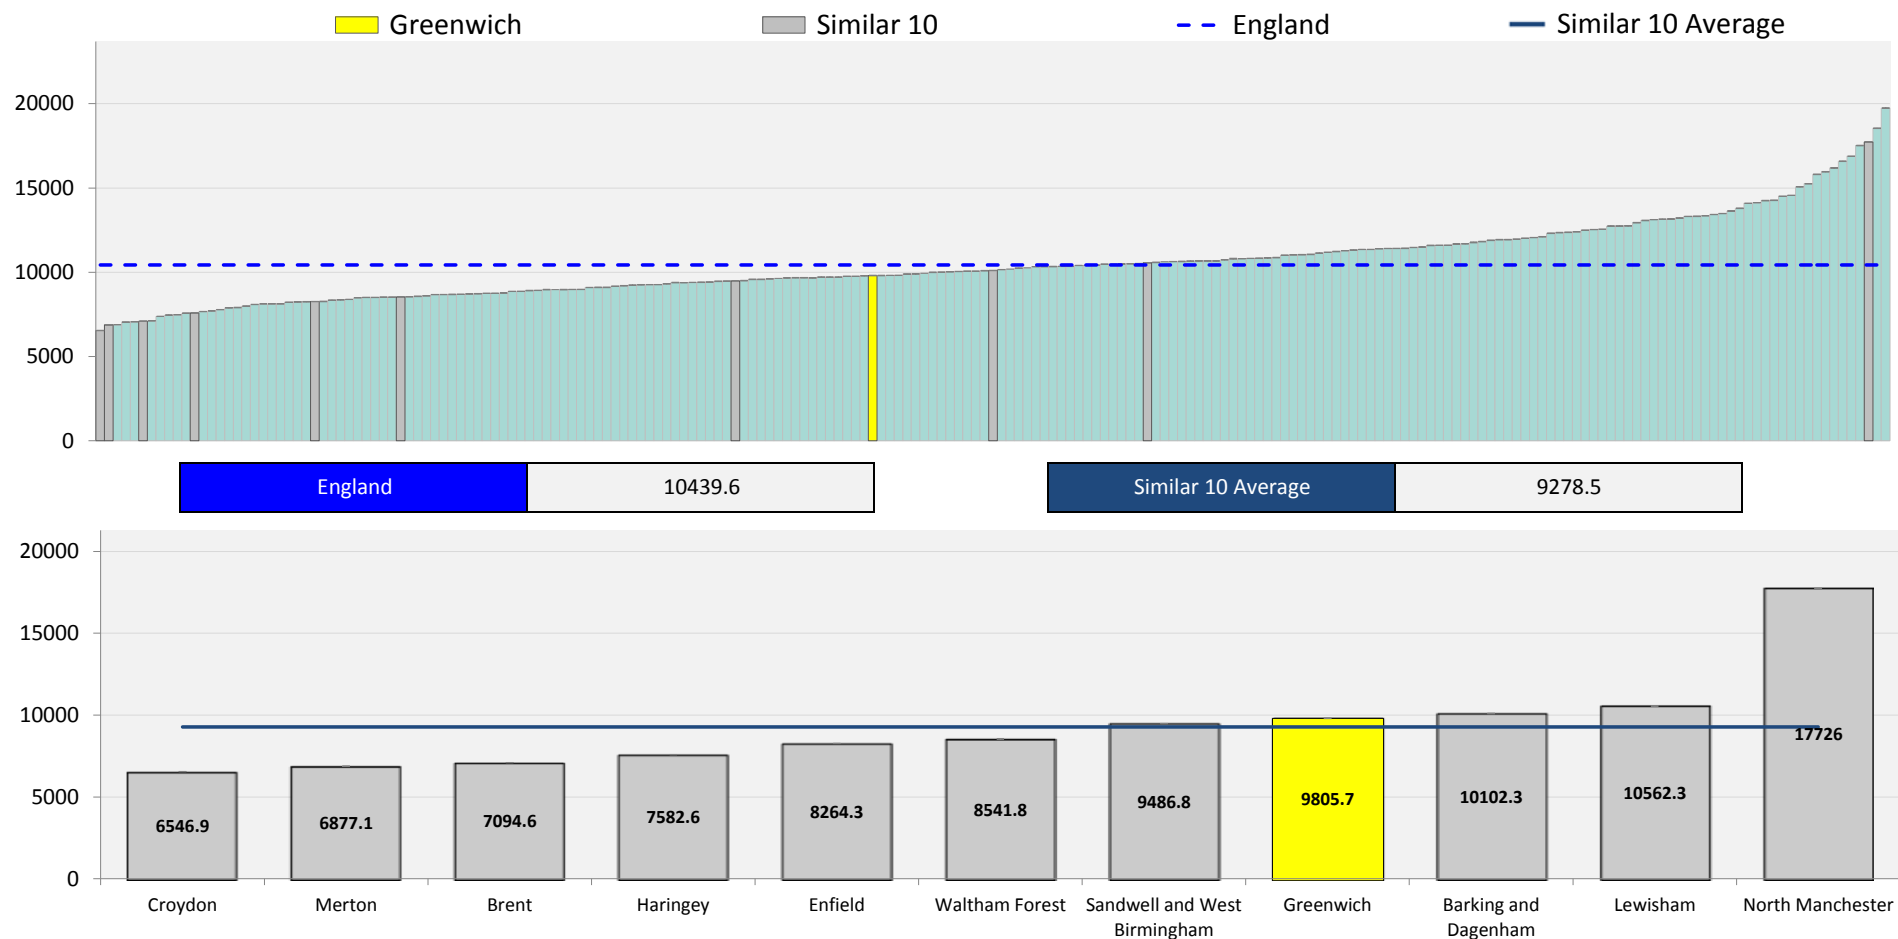 Greenwich
Similar 10
England
Similar 10 Average
20000
15000
10000
5000
0
England
10439.6
Similar 10 Average
9278.5
20000
15000
10000
5000
0
6546.9
6877.1
7094.6
7582.6
8264.3
8541.8
9486.8
9805.7
10102.3
10562.3
17726
Croydon
Merton
Brent
Haringey
Enfield
Waltham Forest
Sandwell and West
Birmingham
Greenwich
Barking and
Dagenham
Lewisham
North Manchester